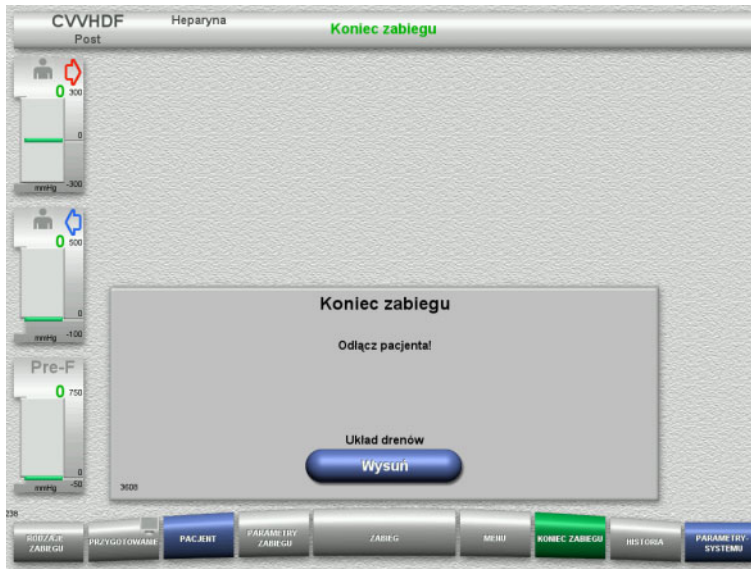 CVVHDF
Heparyna
Post
Koniec zabiegu
0
300
0
mmHg
-300
0
500
0
mmHg
-100
Pre-F
0
750
0
mmHg
-50
Koniec zabiegu
Odłącz pacjenta!
Układ drenów
Wysuń
3608
238
RODZAJE
ZABIEGU
PRZYGOTOWANIE
PACJENT
PARAMETRY
ZABIEGU
ZABIEG
MENU
KONIEC ZABIEGU
HISTORIA
PARAMETRY-
SYSTEMU